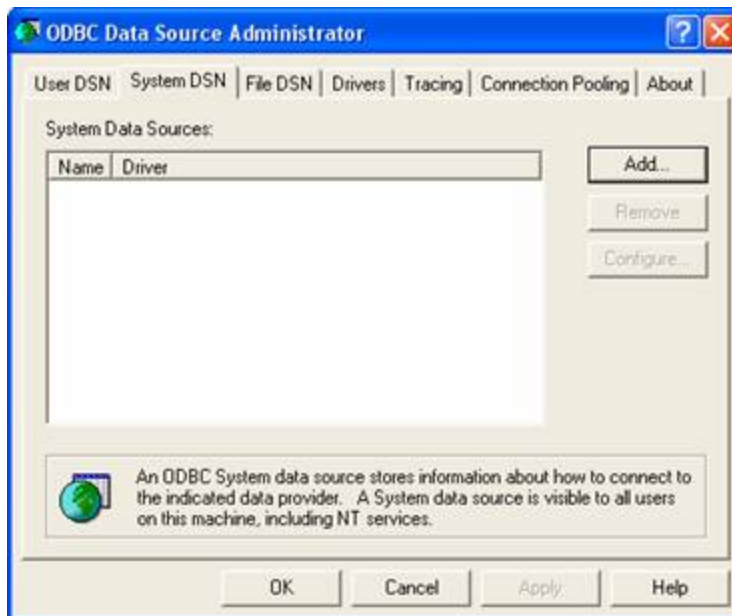 ODBC Data Source Administrator
User DSN System DSN File DSN Drivers Tracing Connection Pooling About
System Data Sources:
Name Driver
Add...
Remove
Configure...
An ODBC System data source stores information about how to connect to
the indicated data provider. A System data source is visible to all users
on this machine, including NT services.
OK Cancel Apply Help